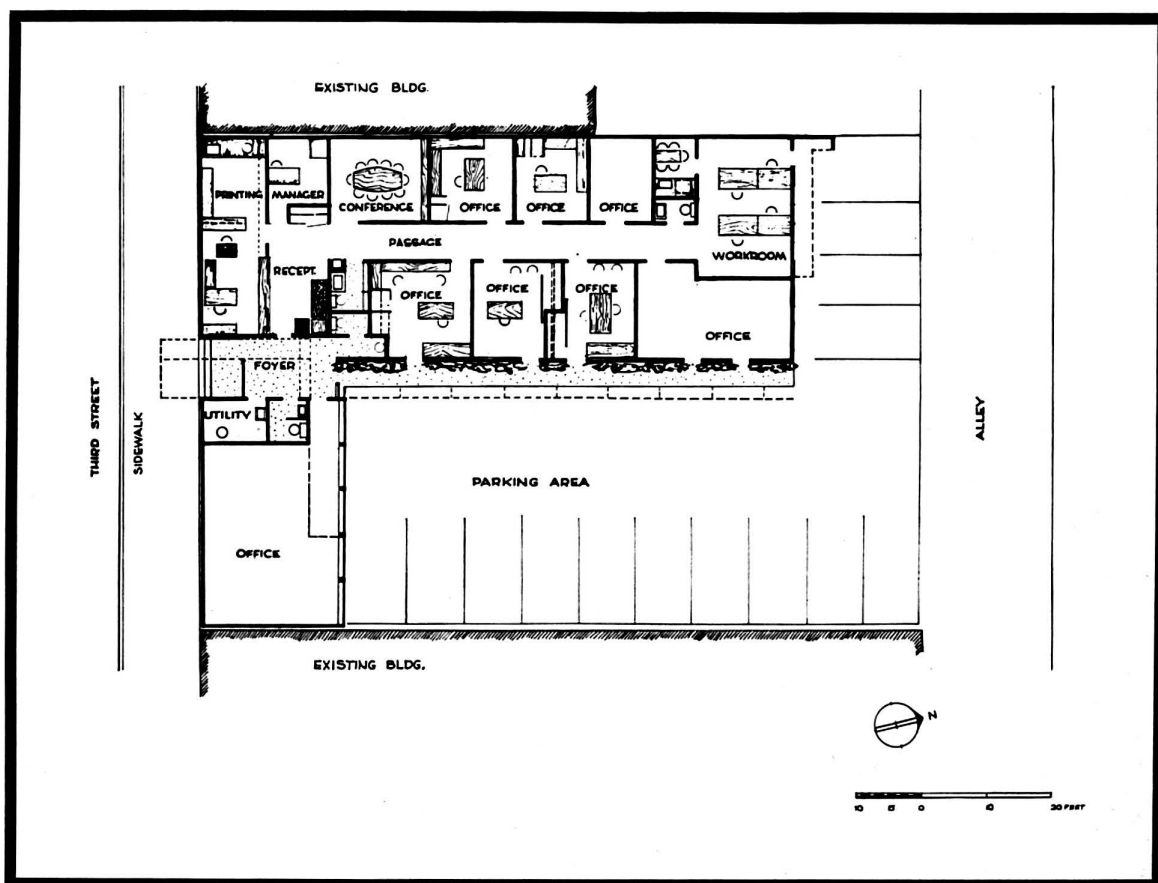 EXISTING BLDG.
PRINTING
MANAGER
CONFERENCE
OFFICE
OFFICE
OFFICE
PASSAGE
WORKROOM
RECEPT.
OFFICE
OFFICE
OFFICE
OFFICE
FOYER
UTILITY
THIRD STREET
SIDEWALK
ALLEY
PARKING AREA
OFFICE
EXISTING BLDG.
N
10 5 0 10 20 FEET